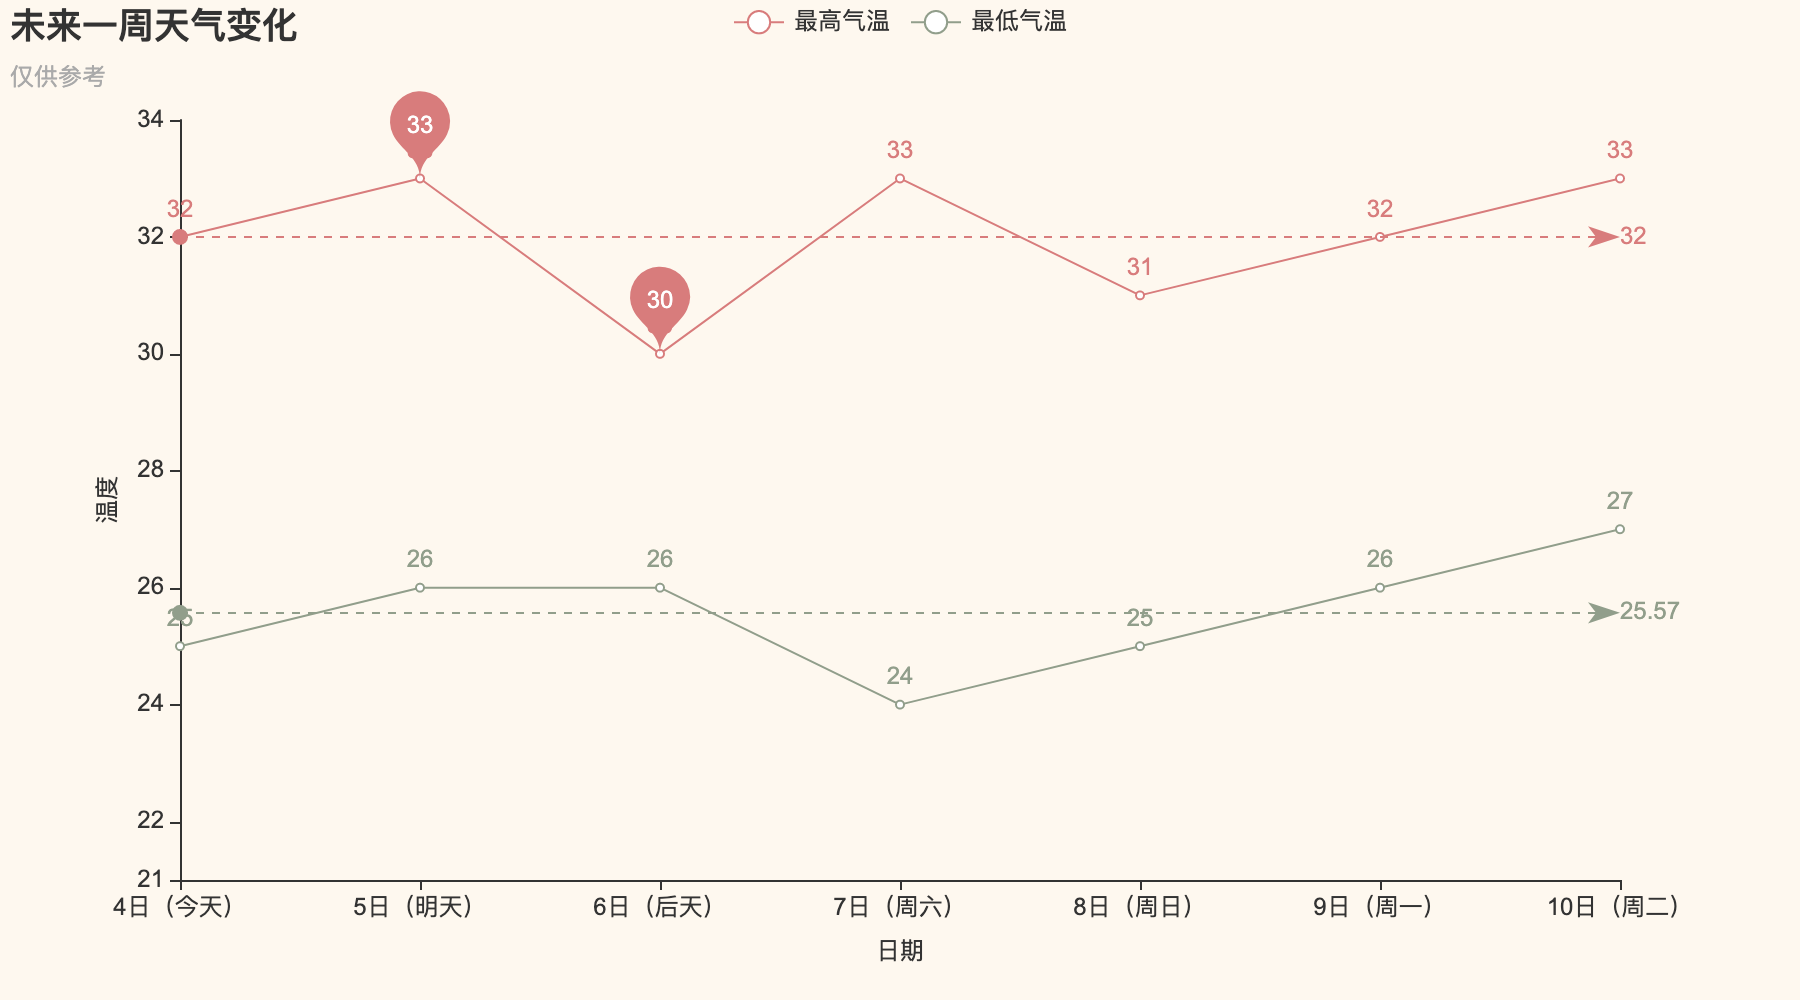 未来一周天气变化
仅供参考
最高气温
最低气温
温度
34
32
30
28
26
24
22
21
32
33
30
33
31
32
33
32
25
26
26
24
25
26
27
25.57
4日（今天）
5日（明天）
6日（后天）
7日（周六）
8日（周日）
9日（周一）
10日（周二）
日期